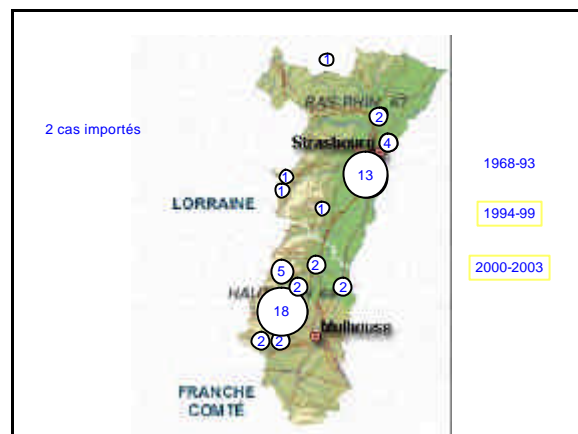 1
BAS-RHIN 67
2
2 cas importés
Strasbourg
4
1968-93
13
1
1
LORRAINE
1
1994-99
2
5
2000-2003
2
2
18
Mulhouse
2
2
FRANCHE
COMTÉ